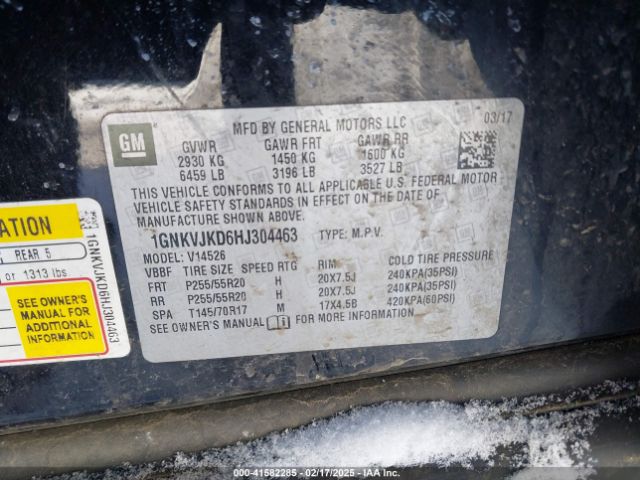 GM
MFD BY GENERAL MOTORS LLC
03/17
GVWR GAWR FRT GAWR RR
2930 KG 1450 KG 1600 KG
6459 LB 3196 LB 3527 LB
THIS VEHICLE CONFORMS TO ALL APPLICABLE U.S. FEDERAL MOTOR
VEHICLE SAFETY STANDARDS IN EFFECT ON THE DATE OF
MANUFACTURE SHOWN ABOVE.
1GNKVJKD6HJ304463 TYPE: M.P.V.
MODEL: V14526
VBBF TIRE SIZE SPEED RTG RIM COLD TIRE PRESSURE
FRT P255/55R20 H 20X7.5J 240KPA(35PSI)
RR P255/55R20 H 20X7.5J 240KPA(35PSI)
SPA T145/70R17 M 17X4.5B 420KPA(60PSI)
SEE OWNER'S MANUAL FOR MORE INFORMATION.
ATION
REAR 5
or 1313 lbs
SEE OWNER'S
MANUAL FOR
ADDITIONAL
INFORMATION
1GNKVJKD6HJ304463
00-41582285 - 02/17/2025 - IAAI.COM